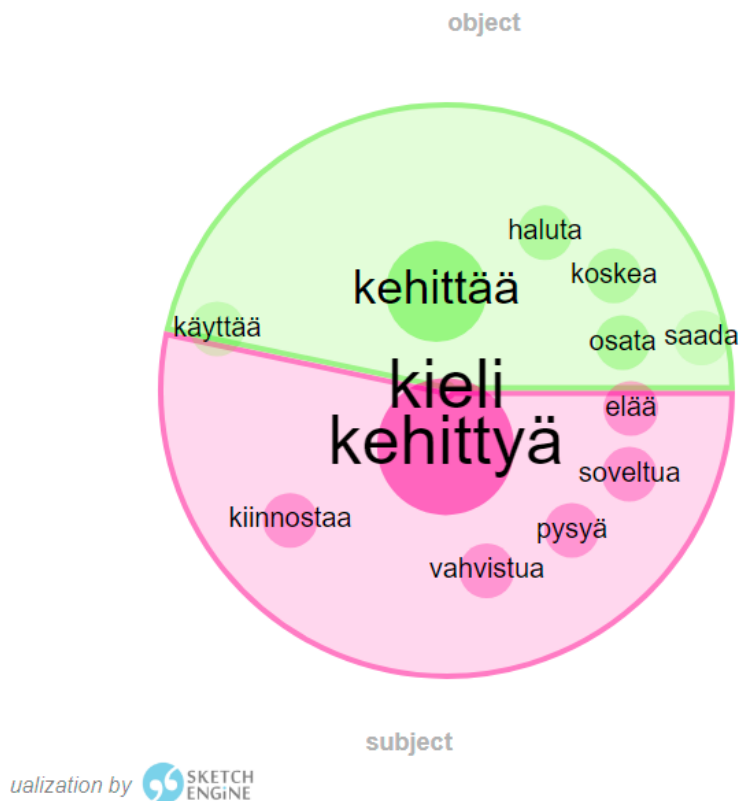 object
haluta
koskea
kehittää
käyttää
osata
saada
kieli
elää
kehittyä
soveltua
kiinnostaa
pysyä
vahvistua
subject
ualization by SKETCH ENGiNE